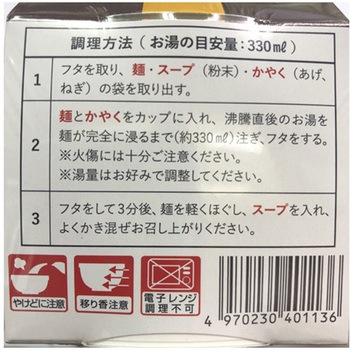 調理方法（お湯の目安量：330㎖）
1
フタを取り、麺・スープ（粉末）・かやく（あげ、
ねぎ）の袋を取り出す。
2
麺とかやくをカップに入れ、沸騰直後のお湯を
麺が完全に浸るまで(約330㎖)注ぎ、フタをする。
※火傷には十分ご注意ください。
※湯量はお好みで調整してください。
3
フタをして3分後、麺を軽くほぐし、スープを入れ、
よくかき混ぜお召し上がりください。
やけどに注意
移り香注意
電子レンジ
調理不可
4 970230 401136